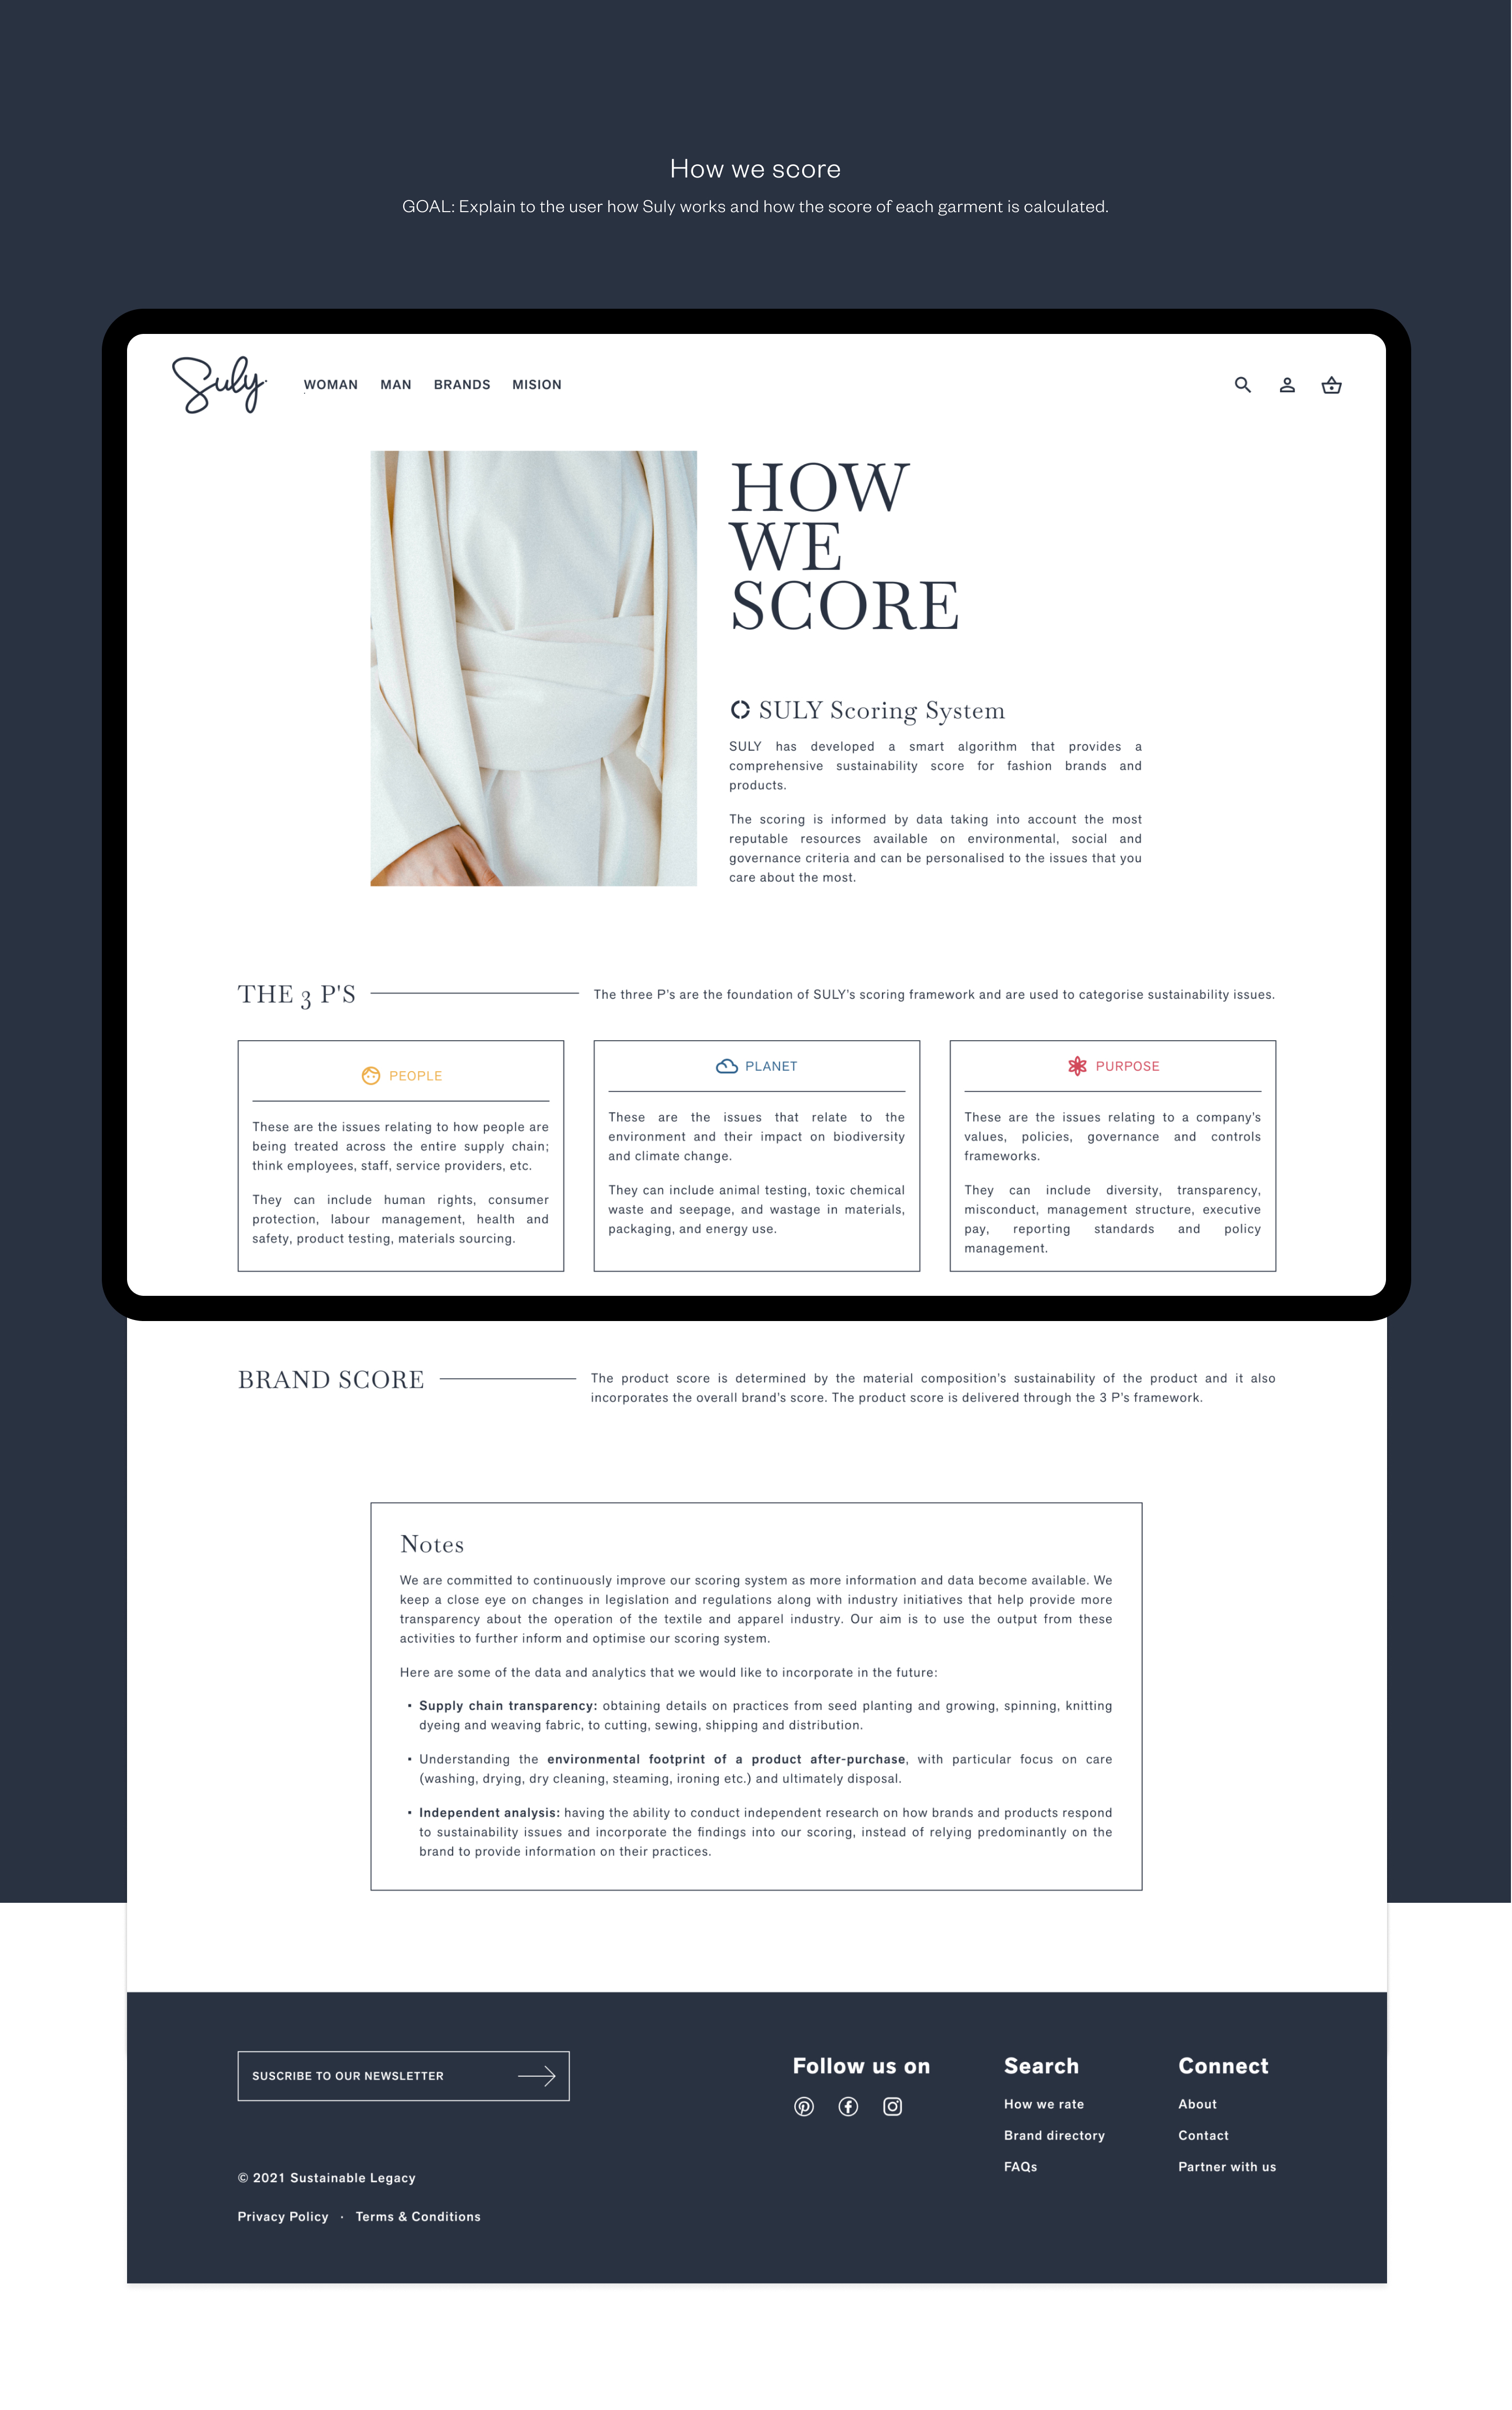 How we score
GOAL: Explain to the user how Suly works and how the score of each garment is calculated.
Suly.
WOMAN MAN BRANDS MISION
HOW
WE
SCORE
SULY Scoring System
SULY has developed a smart algorithm that provides a
comprehensive sustainability score for fashion brands and
products.
The scoring is informed by data taking into account the most
reputable resources available on environmental, social and
governance criteria and can be personalised to the issues that you
care about the most.
THE 3 P'S
The three P's are the foundation of SULY's scoring framework and are used to categorise sustainability issues.
PEOPLE
These are the issues relating to how people are
being treated across the entire supply chain;
think employees, staff, service providers, etc.
They can include human rights, consumer
protection, labour management, health and
safety, product testing, materials sourcing.
PLANET
These are the issues that relate to the
environment and their impact on biodiversity
and climate change.
They can include animal testing, toxic chemical
waste and seepage, and wastage in materials,
packaging, and energy use.
PURPOSE
These are the issues relating to a company's
values, policies, governance and controls
frameworks.
They can include diversity, transparency,
misconduct, management structure, executive
pay, reporting standards and policy
management.
BRAND SCORE
The product score is determined by the material composition's sustainability of the product and it also
incorporates the overall brand's score. The product score is delivered through the 3 P's framework.
Notes
We are committed to continuously improve our scoring system as more information and data become available. We
keep a close eye on changes in legislation and regulations along with industry initiatives that help provide more
transparency about the operation of the textile and apparel industry. Our aim is to use the output from these
activities to further inform and optimise our scoring system.
Here are some of the data and analytics that we would like to incorporate in the future:
• Supply chain transparency: obtaining details on practices from seed planting and growing, spinning, knitting
dyeing and weaving fabric, to cutting, sewing, shipping and distribution.
• Understanding the environmental footprint of a product after-purchase, with particular focus on care
(washing, drying, dry cleaning, steaming, ironing etc.) and ultimately disposal.
• Independent analysis: having the ability to conduct independent research on how brands and products respond
to sustainability issues and incorporate the findings into our scoring, instead of relying predominantly on the
brand to provide information on their practices.
SUSCRIBE TO OUR NEWSLETTER
© 2021 Sustainable Legacy
Privacy Policy · Terms & Conditions
Follow us on
Search
How we rate
Brand directory
FAQs
Connect
About
Contact
Partner with us